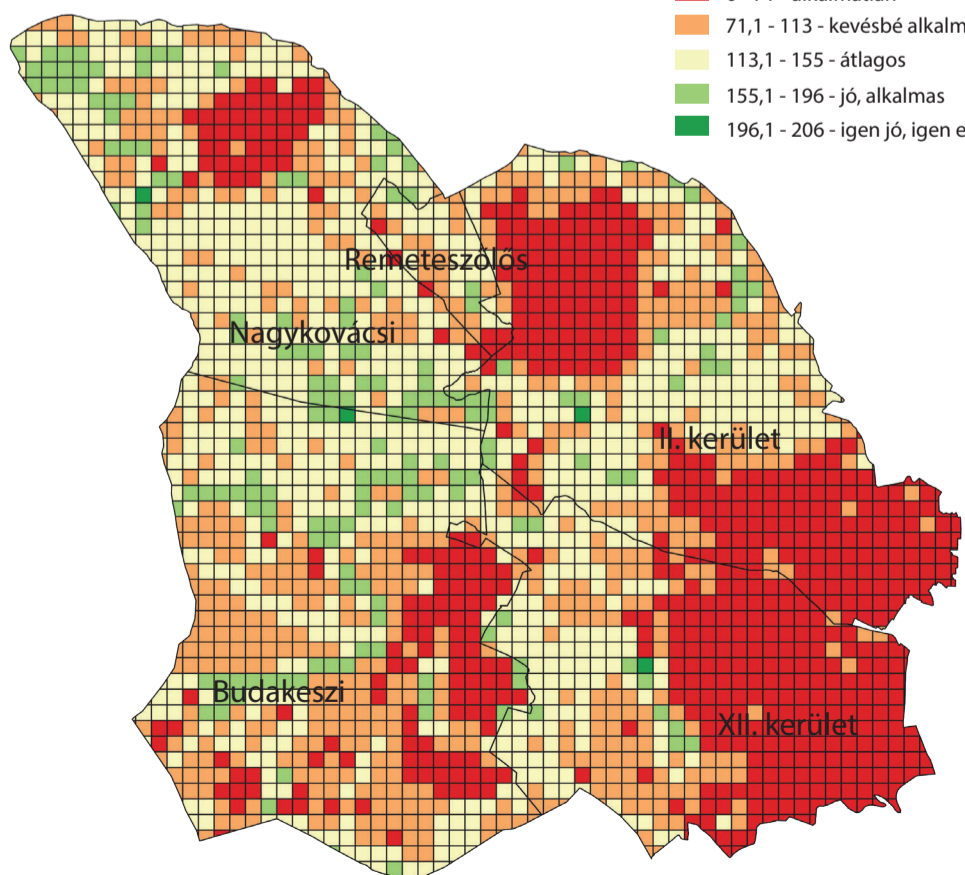 71,1 - 113 - kevésbé alkalm
113,1 - 155 - átlagos
155,1 - 196 - jó, alkalmas
196,1 - 206 - igen jó, igen e
Remeteszőlős
Nagykovácsi
II. kerület
Budakeszi
XII. kerület